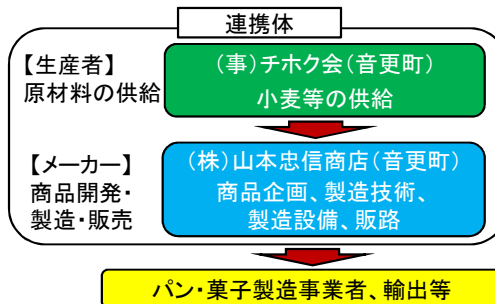 連携体
【生産者】
原材料の供給
(事)チホク会(音更町)
小麦等の供給
【メーカー】
商品開発・
製造・販売
(株)山本忠信商店(音更町)
商品企画、製造技術、
製造設備、販路
パン・菓子製造事業者、輸出等